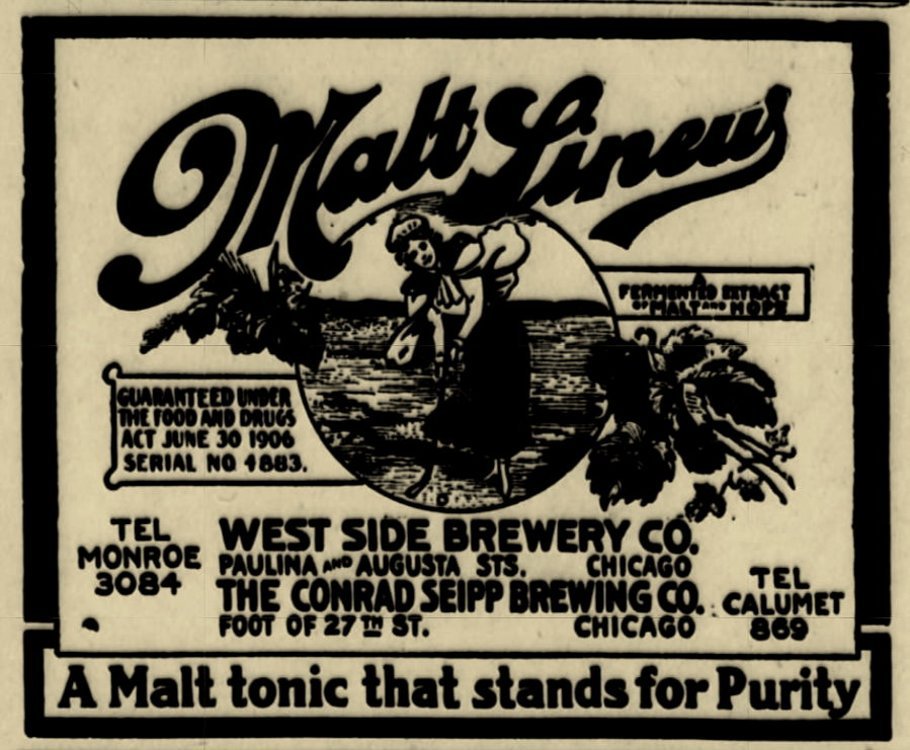 Malt Sineus
FERMENTED EXTRACT
OF MALT AND HOPS
GUARANTEED UNDER
THE FOOD AND DRUGS
ACT JUNE 30 1906
SERIAL NO 4883.
TEL
MONROE
3084
WEST SIDE BREWERY CO.
PAULINA AND AUGUSTA STS. CHICAGO
THE CONRAD SEIPP BREWING CO.
FOOT OF 27TH ST. CHICAGO
TEL
CALUMET
869
A Malt tonic that stands for Purity